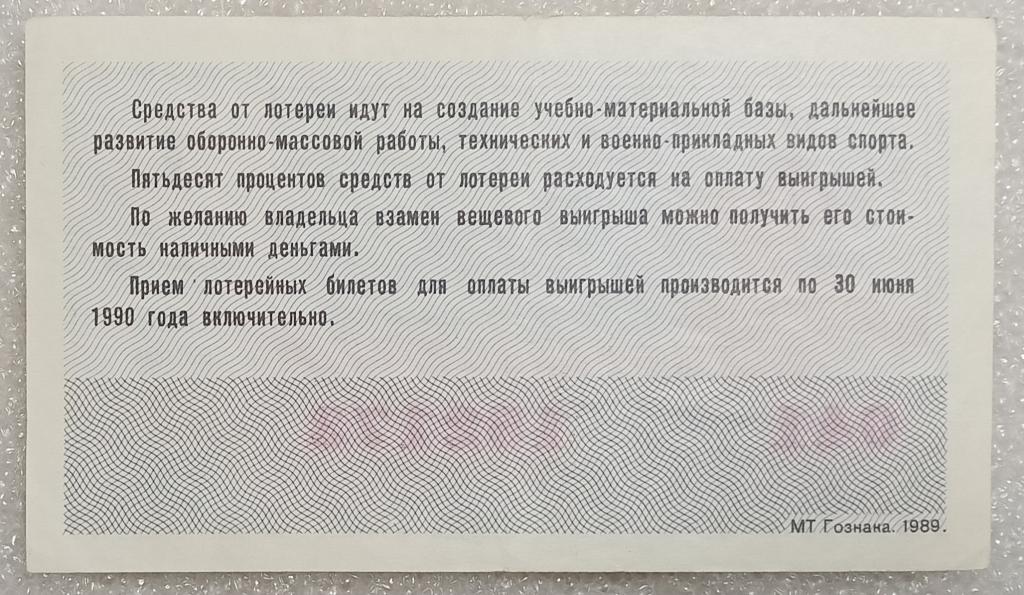 Средства от лотереи идут на создание учебно-материальной базы, дальнейшее
развитие оборонно-массовой работы, технических и военно-прикладных видов спорта.
Пятьдесят процентов средств от лотереи расходуется на оплату выигрышей.
По желанию владельца взамен вещевого выигрыша можно получить его стои-
мость наличными деньгами.
Прием лотерейных билетов для оплаты выигрышей производится по 30 июня
1990 года включительно.
МТ Гознака. 1989.